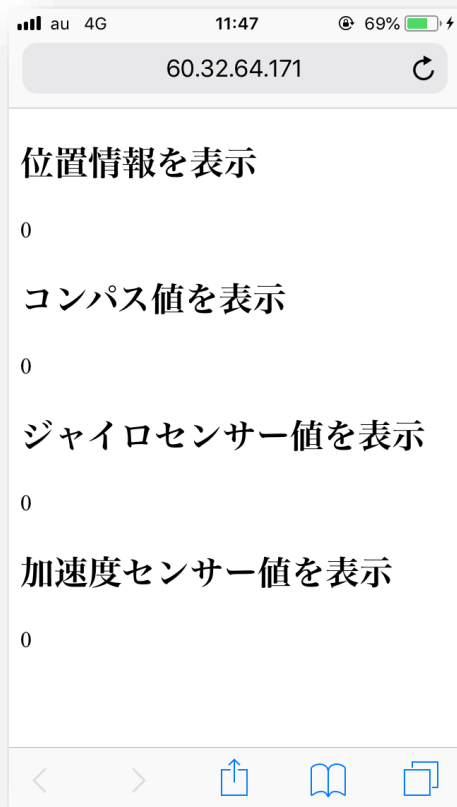 au 4G 11:47 69%
60.32.64.171
位置情報を表示
0
コンパス値を表示
0
ジャイロセンサー値を表示
0
加速度センサー値を表示
0